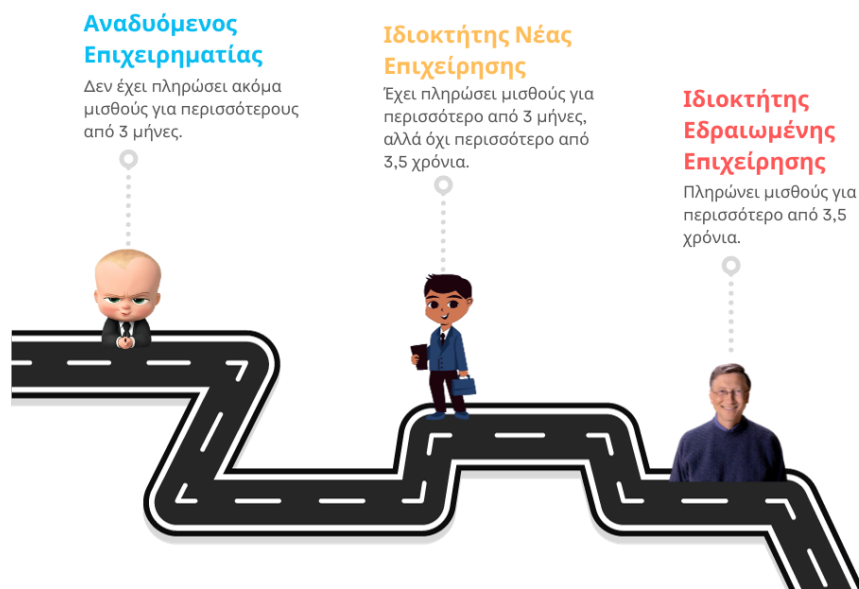 Αναδυόμενος
Επιχειρηματίας
Δεν έχει πληρώσει ακόμα
μισθούς για περισσότερους
από 3 μήνες.
Ιδιοκτήτης Νέας
Επιχείρησης
Έχει πληρώσει μισθούς για
περισσότερο από 3 μήνες,
αλλά όχι περισσότερο από
3,5 χρόνια.
Ιδιοκτήτης
Εδραιωμένης
Επιχείρησης
Πληρώνει μισθούς για
περισσότερο από 3,5
χρόνια.